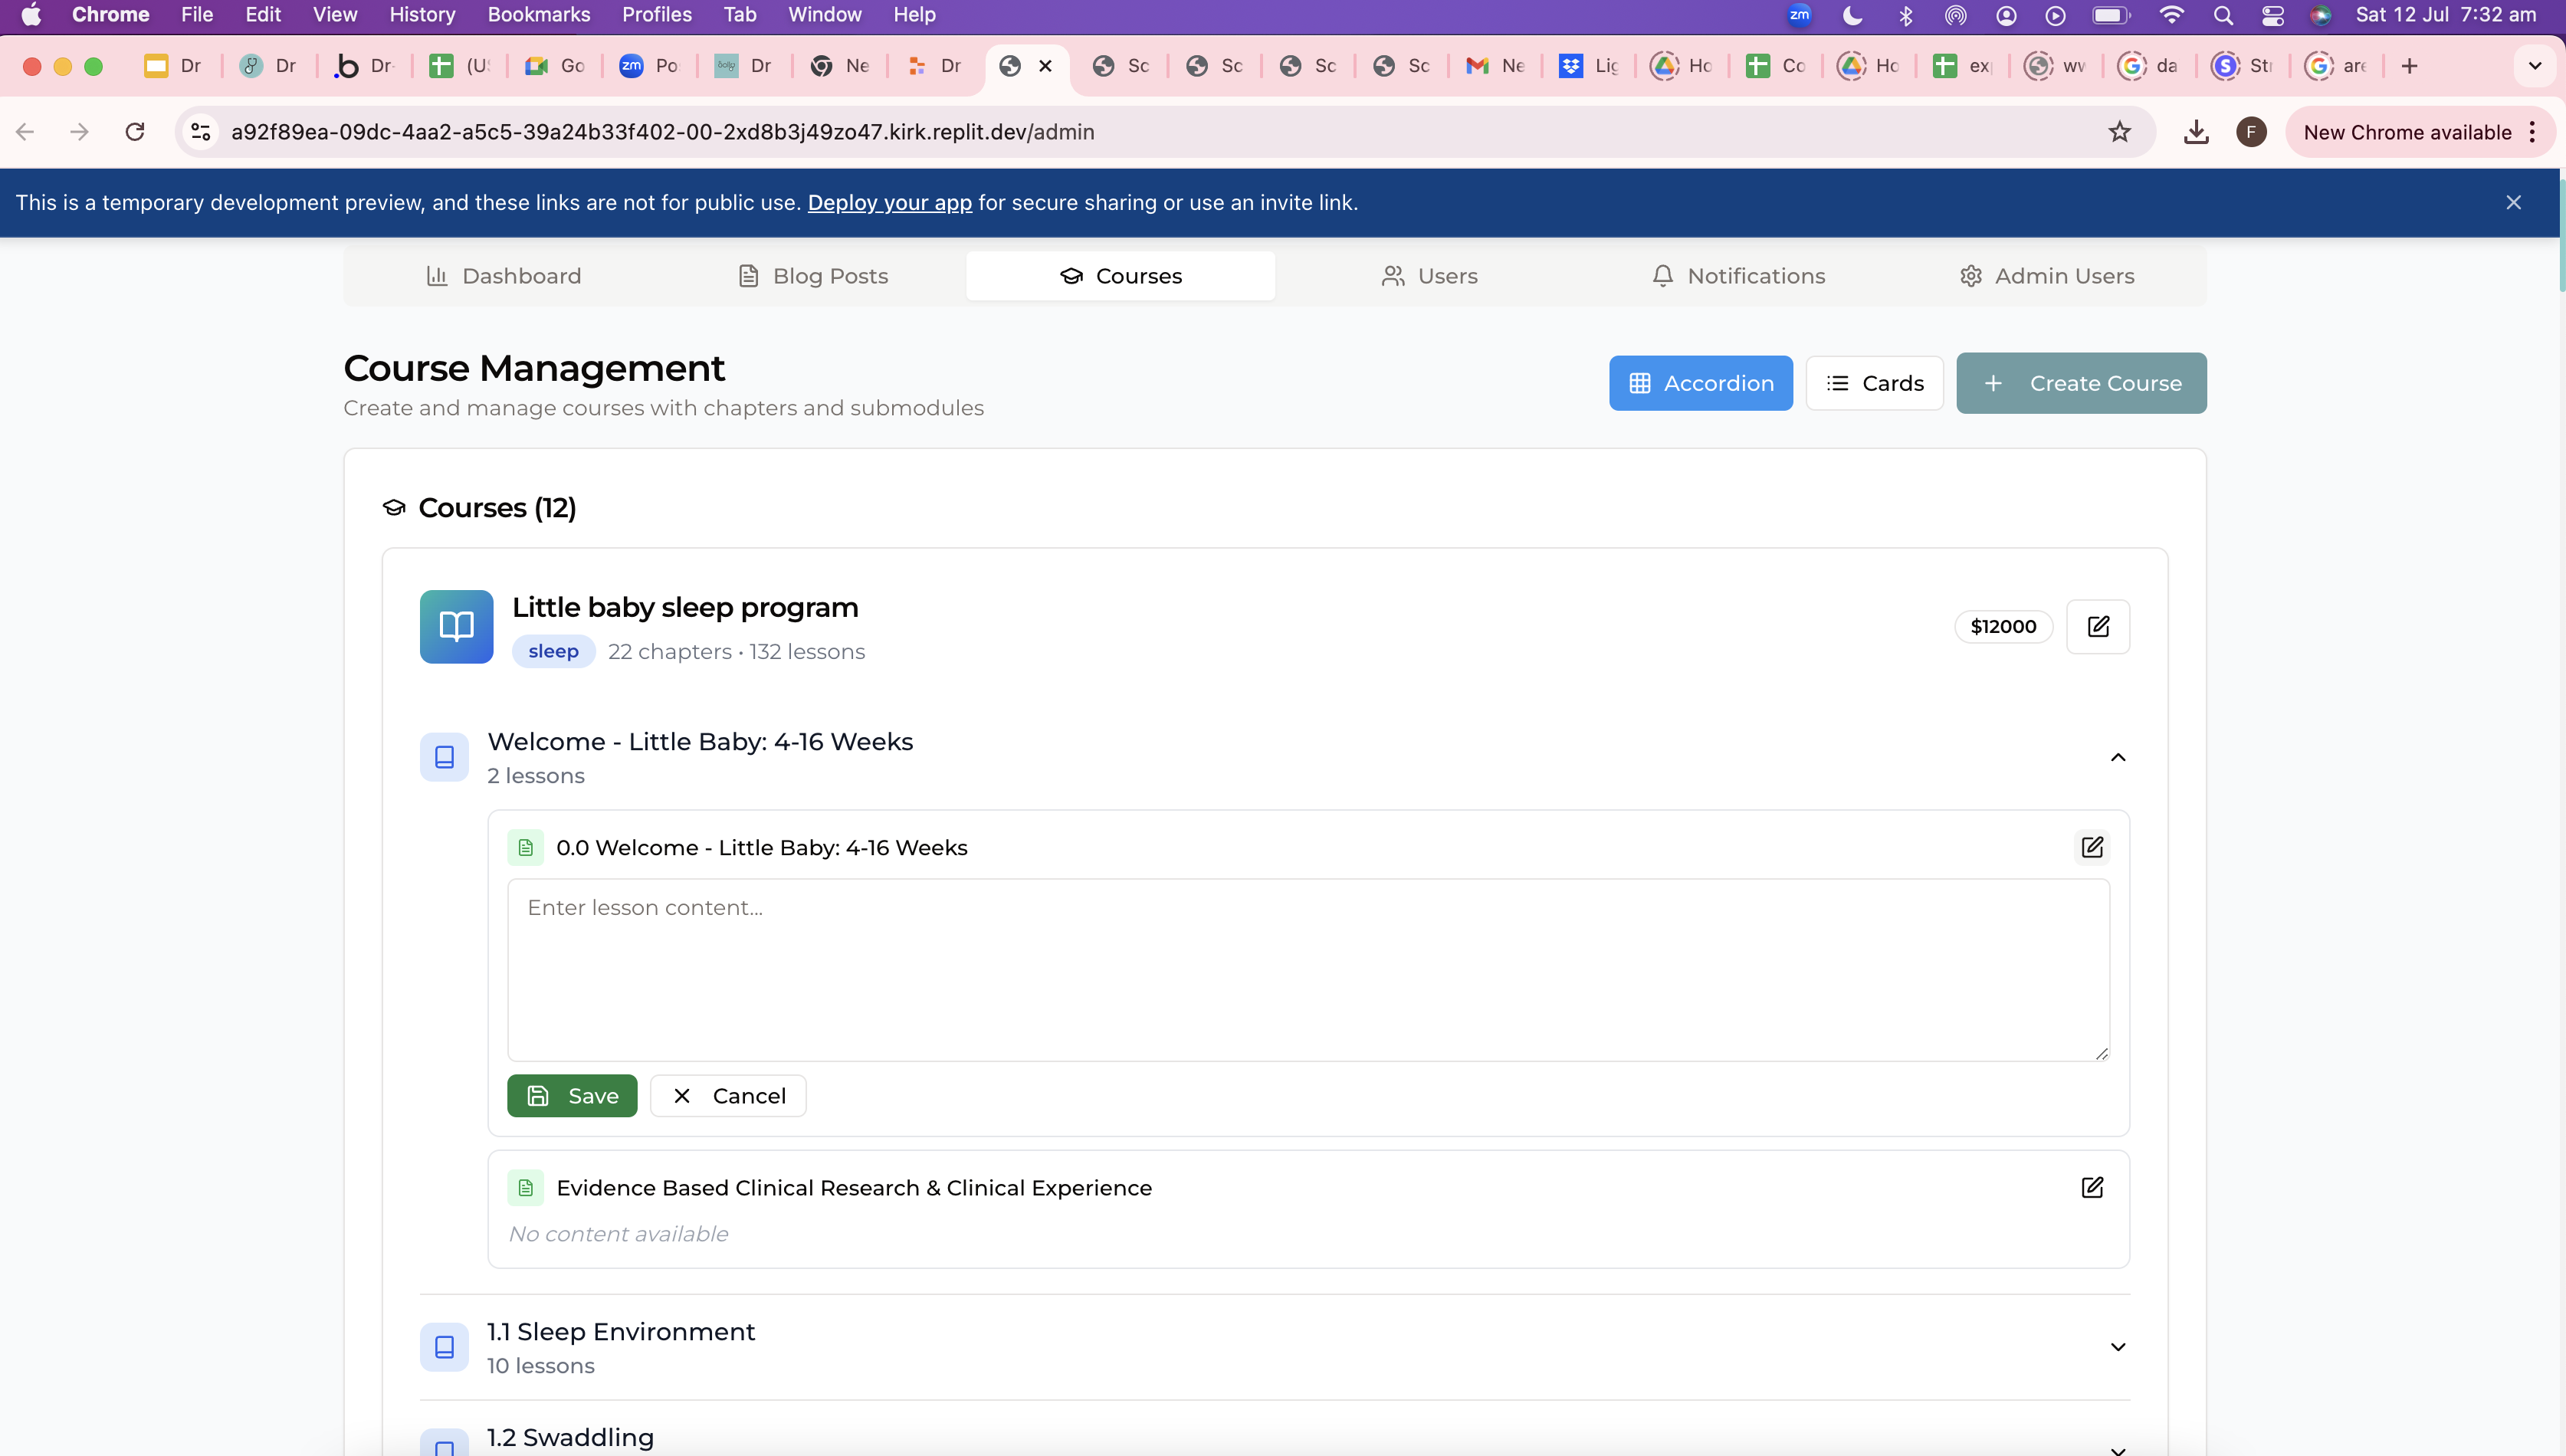 Chrome File Edit View History Bookmarks Profiles Tab Window Help zm Sat 12 Jul 7:32 am
Dr Dr Dr- (US Go zm Po Dr Ne Dr Sc Sc Sc Sc Ne Lig Ho Co Ho ex ww da Str are
a92f89ea-09dc-4aa2-a5c5-39a24b33f402-00-2xd8b3j49zo47.kirk.replit.dev/admin F New Chrome available
This is a temporary development preview, and these links are not for public use. Deploy your app for secure sharing or use an invite link.
Dashboard Blog Posts Courses Users Notifications Admin Users
Course Management
Create and manage courses with chapters and submodules
Accordion Cards Create Course
Courses (12)
Little baby sleep program
sleep 22 chapters • 132 lessons
$12000
Welcome - Little Baby: 4-16 Weeks
2 lessons
0.0 Welcome - Little Baby: 4-16 Weeks
Enter lesson content...
Save Cancel
Evidence Based Clinical Research & Clinical Experience
No content available
1.1 Sleep Environment
10 lessons
1.2 Swaddling